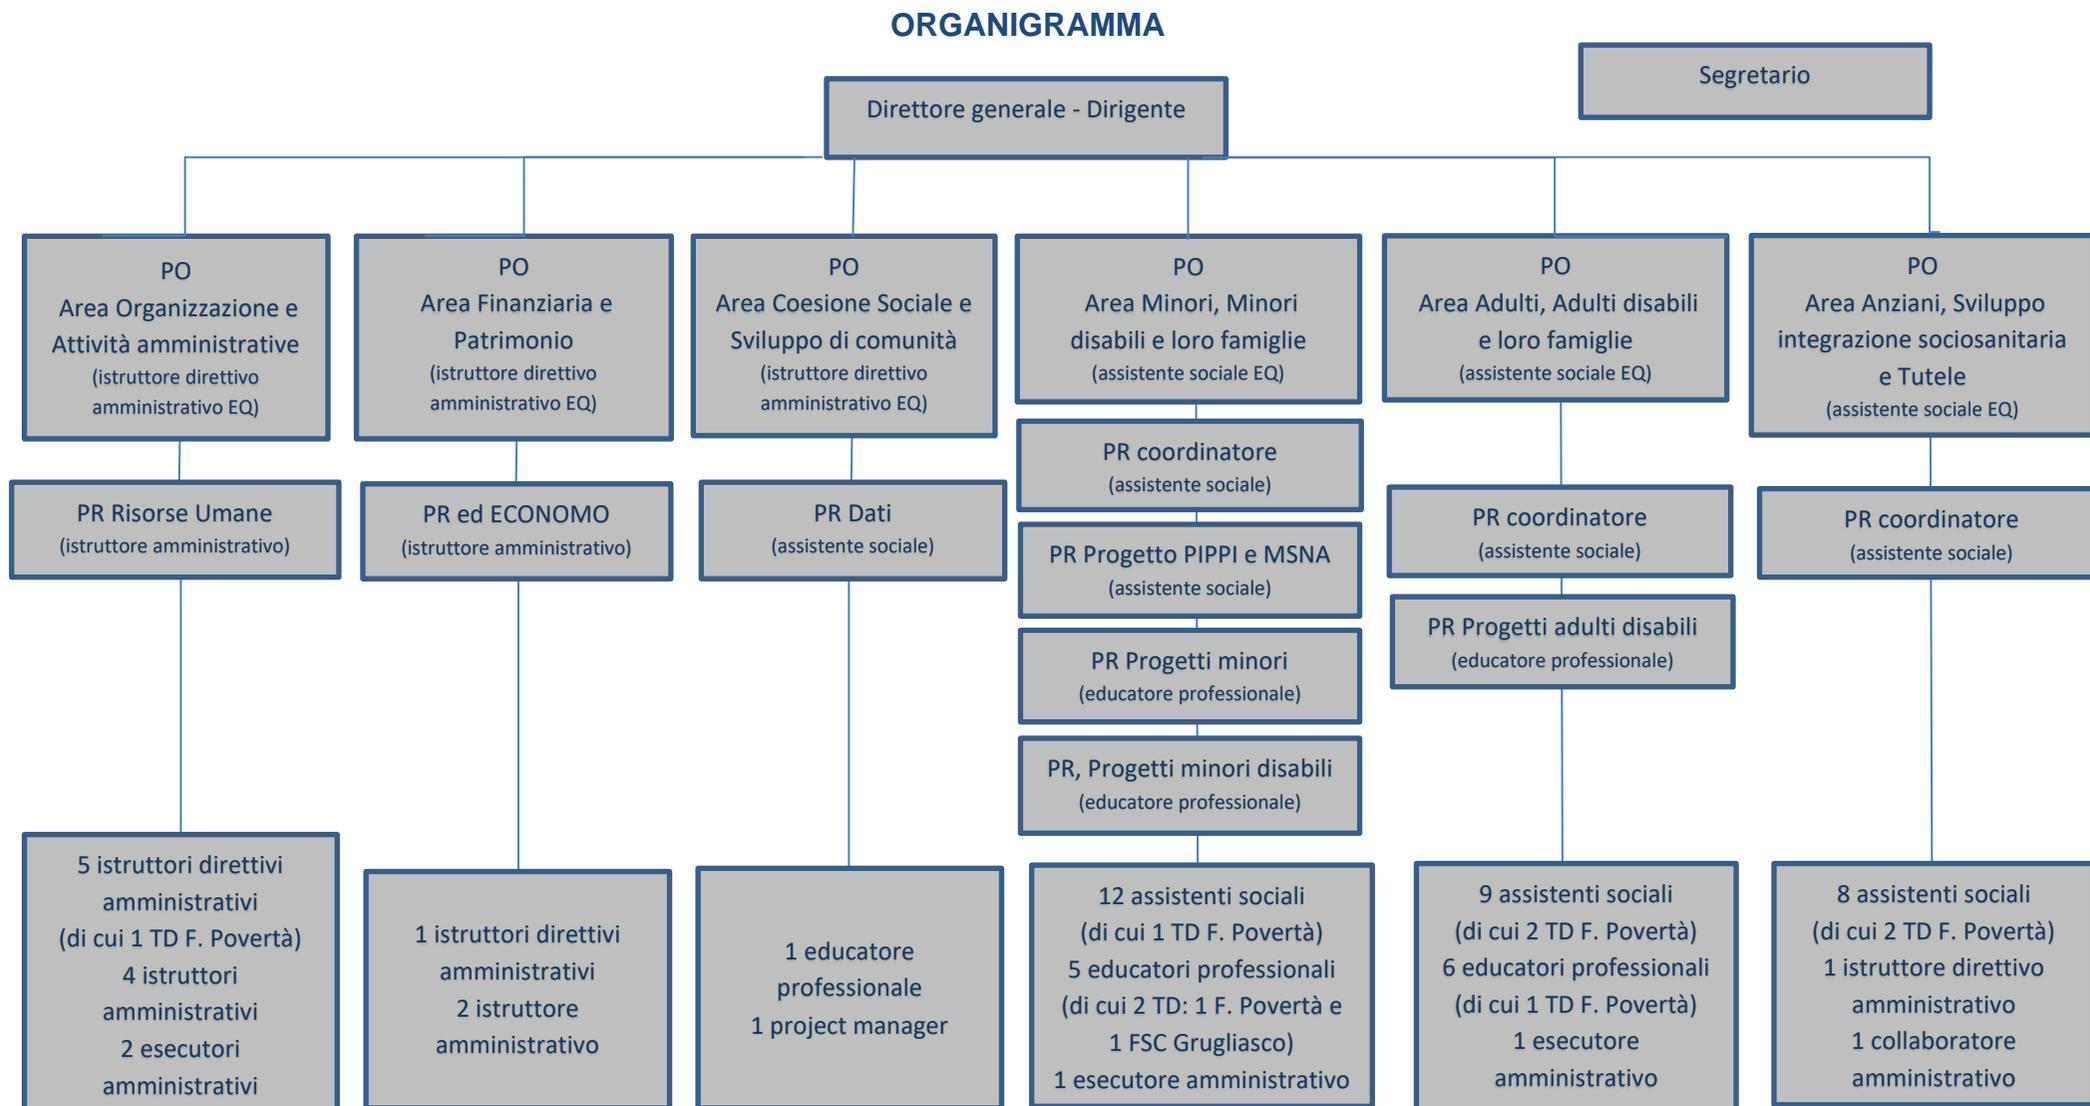 ORGANIGRAMMA
Segretario
Direttore generale - Dirigente
PO
Area Organizzazione e
Attività amministrative
(istruttore direttivo
amministrativo EQ)
PO
Area Finanziaria e
Patrimonio
(istruttore direttivo
amministrativo EQ)
PO
Area Coesione Sociale e
Sviluppo di comunità
(istruttore direttivo
amministrativo EQ)
PO
Area Minori, Minori
disabili e loro famiglie
(assistente sociale EQ)
PO
Area Adulti, Adulti disabili
e loro famiglie
(assistente sociale EQ)
PO
Area Anziani, Sviluppo
integrazione sociosanitaria
e Tutele
(assistente sociale EQ)
PR Risorse Umane
(istruttore amministrativo)
PR ed ECONOMO
(istruttore amministrativo)
PR Dati
(assistente sociale)
PR coordinatore
(assistente sociale)
PR Progetto PIPPI e MSNA
(assistente sociale)
PR Progetti minori
(educatore professionale)
PR, Progetti minori disabili
(educatore professionale)
PR coordinatore
(assistente sociale)
PR Progetti adulti disabili
(educatore professionale)
PR coordinatore
(assistente sociale)
5 istruttori direttivi
amministrativi
(di cui 1 TD F. Povertà)
4 istruttori
amministrativi
2 esecutori
amministrativi
1 istruttori direttivi
amministrativi
2 istruttore
amministrativo
1 educatore
professionale
1 project manager
12 assistenti sociali
(di cui 1 TD F. Povertà)
5 educatori professionali
(di cui 2 TD: 1 F. Povertà e
1 FSC Grugliasco)
1 esecutore amministrativo
9 assistenti sociali
(di cui 2 TD F. Povertà)
6 educatori professionali
(di cui 1 TD F. Povertà)
1 esecutore
amministrativo
8 assistenti sociali
(di cui 2 TD F. Povertà)
1 istruttore direttivo
amministrativo
1 collaboratore
amministrativo